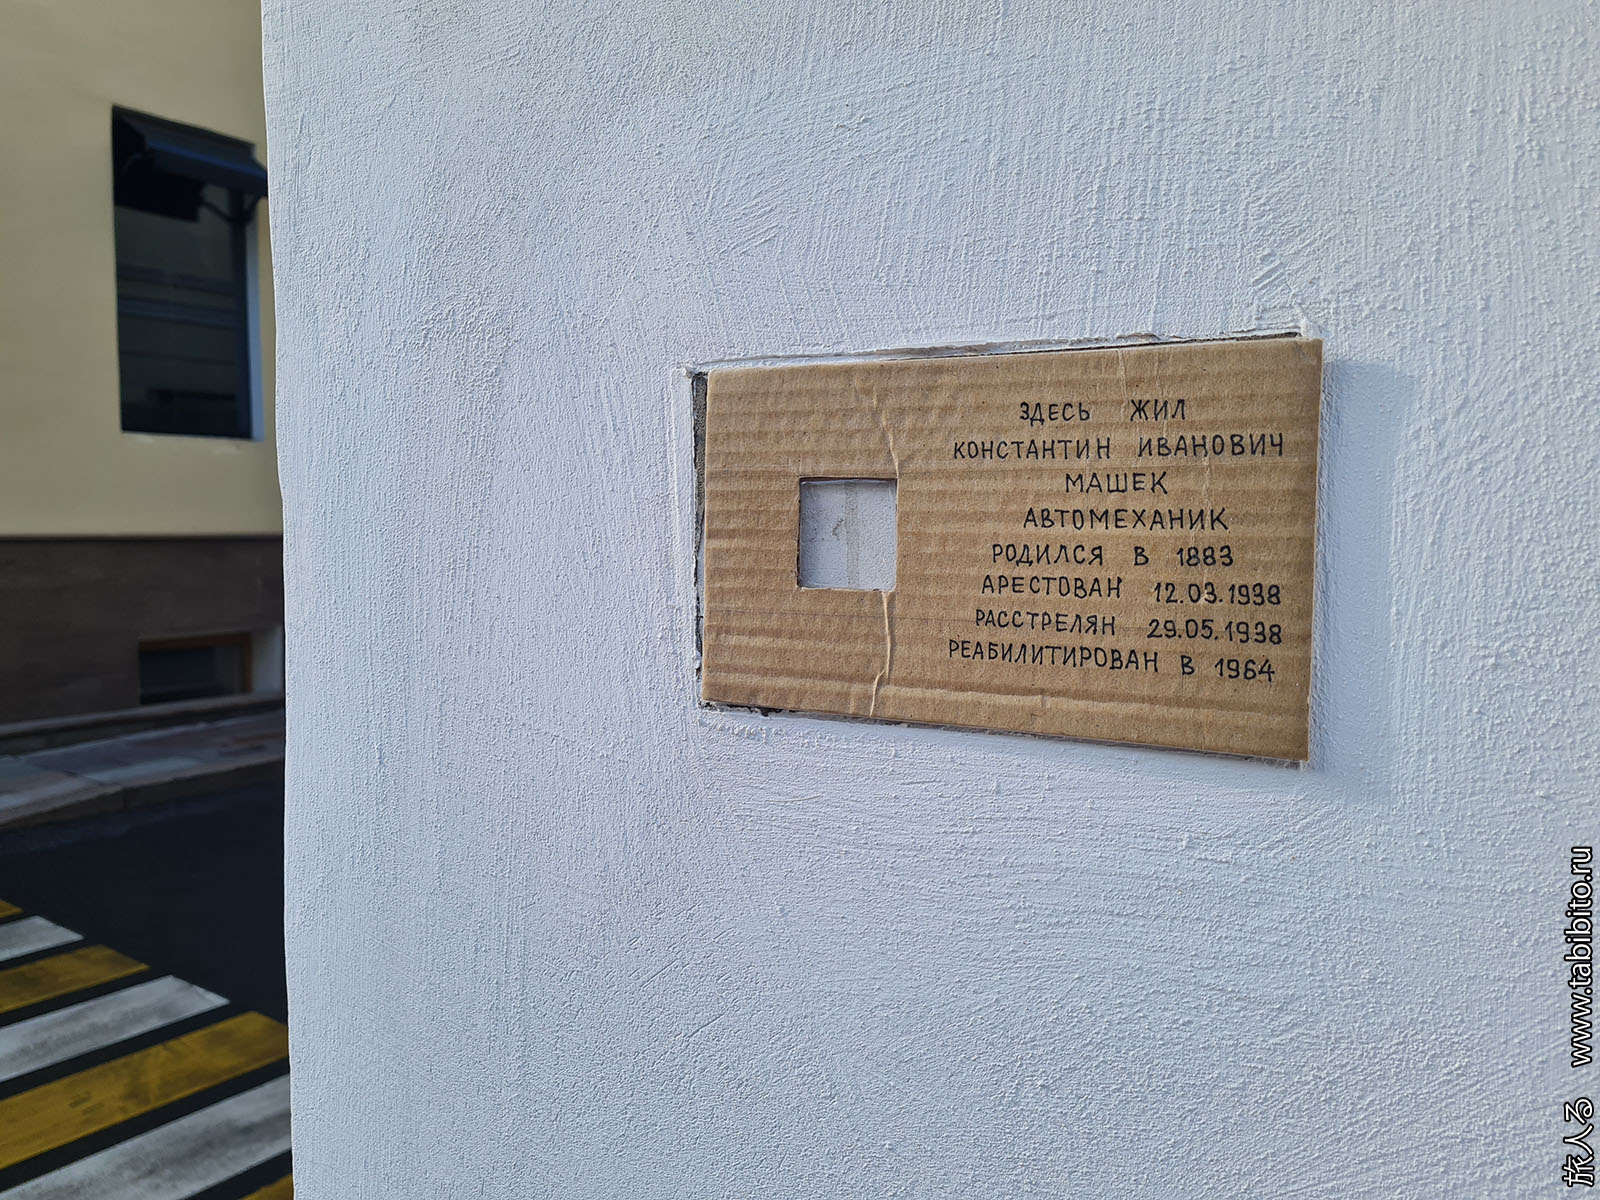 ЗДЕСЬ ЖИЛ
КОНСТАНТИН ИВАНОВИЧ
МАШЕК
АВТОМЕХАНИК
РОДИЛСЯ В 1883
АРЕСТОВАН 12.03.1938
РАССТРЕЛЯН 29.05.1938
РЕАБИЛИТИРОВАН В 1964
旅人る www.tabibito.ru